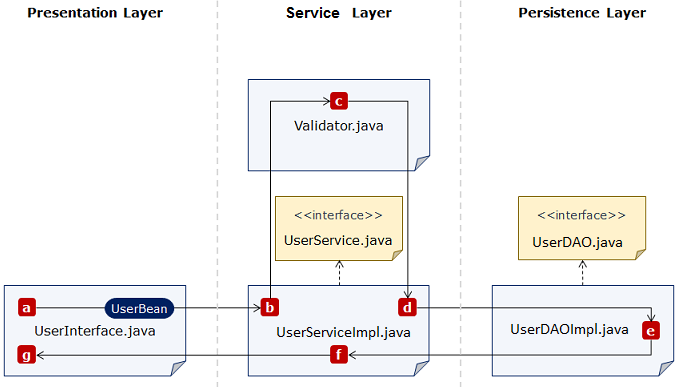 Presentation Layer
Service Layer
Persistence Layer
c
Validator.java
<<interface>>
UserService.java
<<interface>>
UserDAO.java
a
UserBean
b
d
UserInterface.java
UserServiceImpl.java
UserDAOImpl.java
e
g
f